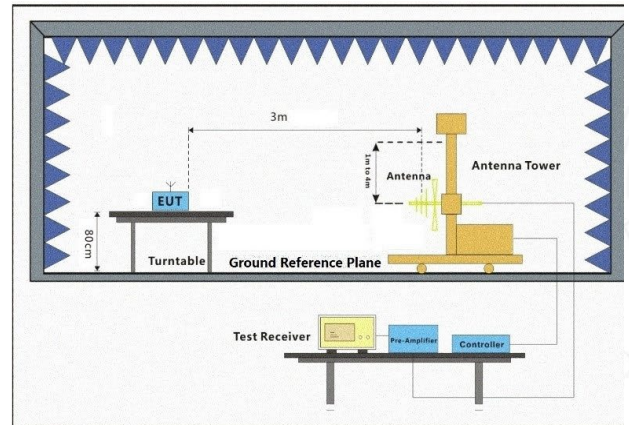 3m
1m to 4m
Antenna Tower
Antenna
EUT
80cm
Turntable
Ground Reference Plane
Test Receiver
Pre-Amplifier
Controller